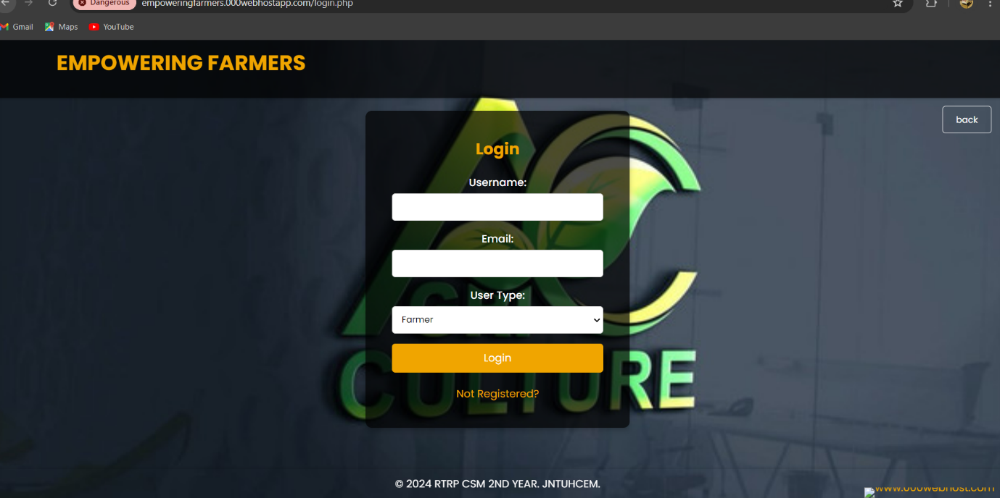 Dangerous
empoweringfarmers.000webhostapp.com/login.php
Gmail Maps YouTube
EMPOWERING FARMERS
back
Login
Username:
Email:
User Type:
Farmer
Login
Not Registered?
AGRI
CULTURE
© 2024 RTRP CSM 2ND YEAR. JNTUHCEM.
www.000webhost.com